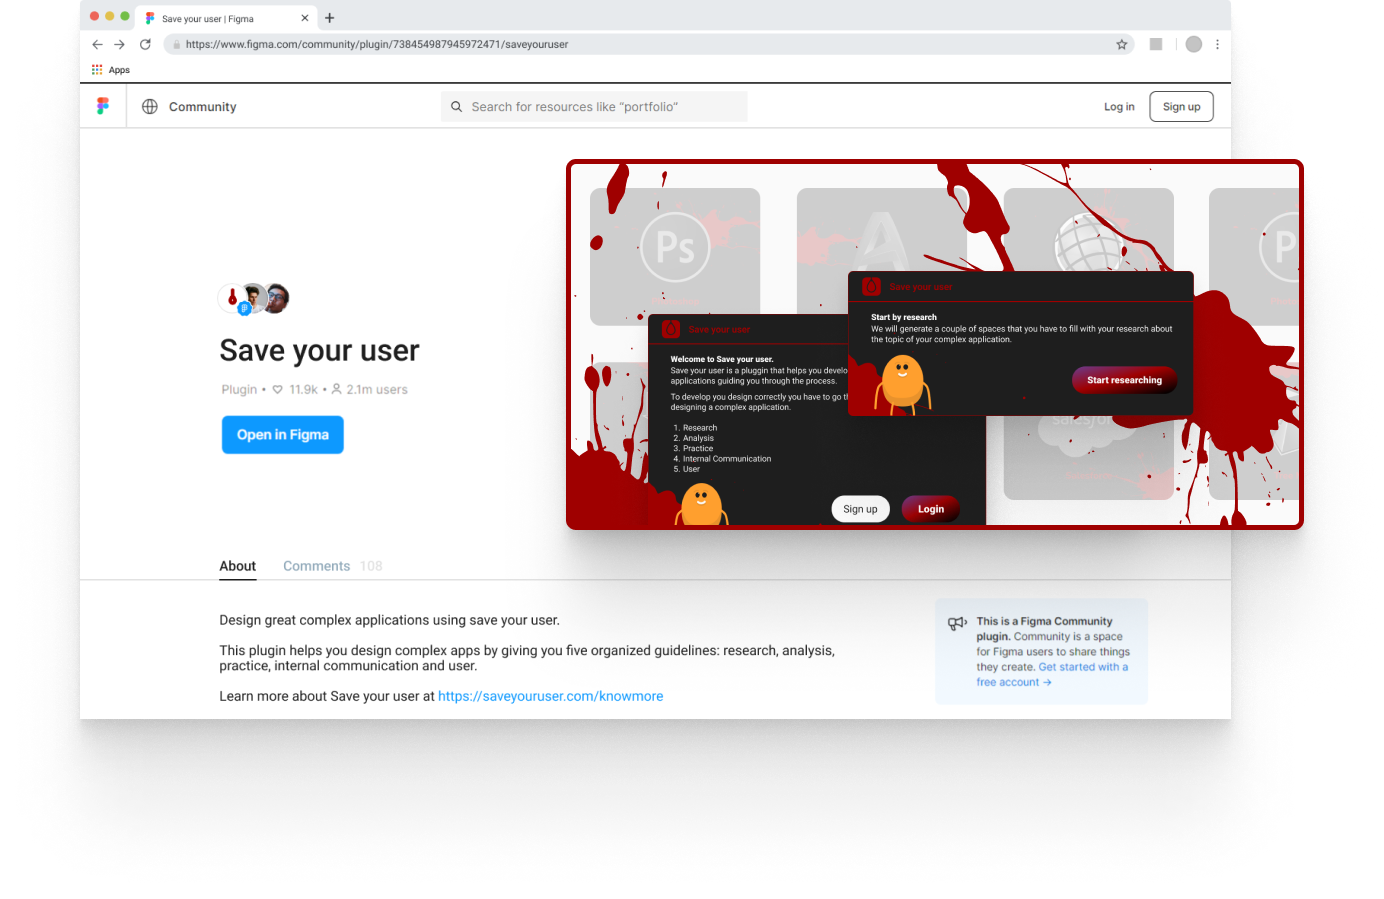 Save your user | Figma
https://www.figma.com/community/plugin/738454987945972471/saveyouruser
Apps
Community
Search for resources like “portfolio”
Log in
Sign up
Ps
Save your user
Start by research
We will generate a couple of spaces that you have to fill with your research about
the topic of your complex application.
Start researching
Save your user
Welcome to Save your user.
Save your user is a pluggin that helps you develo
applications guiding you through the process.
To develop you design correctly you have to go th
designing a complex application.
1. Research
2. Analysis
3. Practice
4. Internal Communication
5. User
Sign up
Login
P
salesfor
Save your user
Plugin • 11.9k • 2.1m users
Open in Figma
About
Comments 108
Design great complex applications using save your user.
This plugin helps you design complex apps by giving you five organized guidelines: research, analysis,
practice, internal communication and user.
Learn more about Save your user at https://saveyouruser.com/knowmore
This is a Figma Community
plugin. Community is a space
for Figma users to share things
they create. Get started with a
free account →